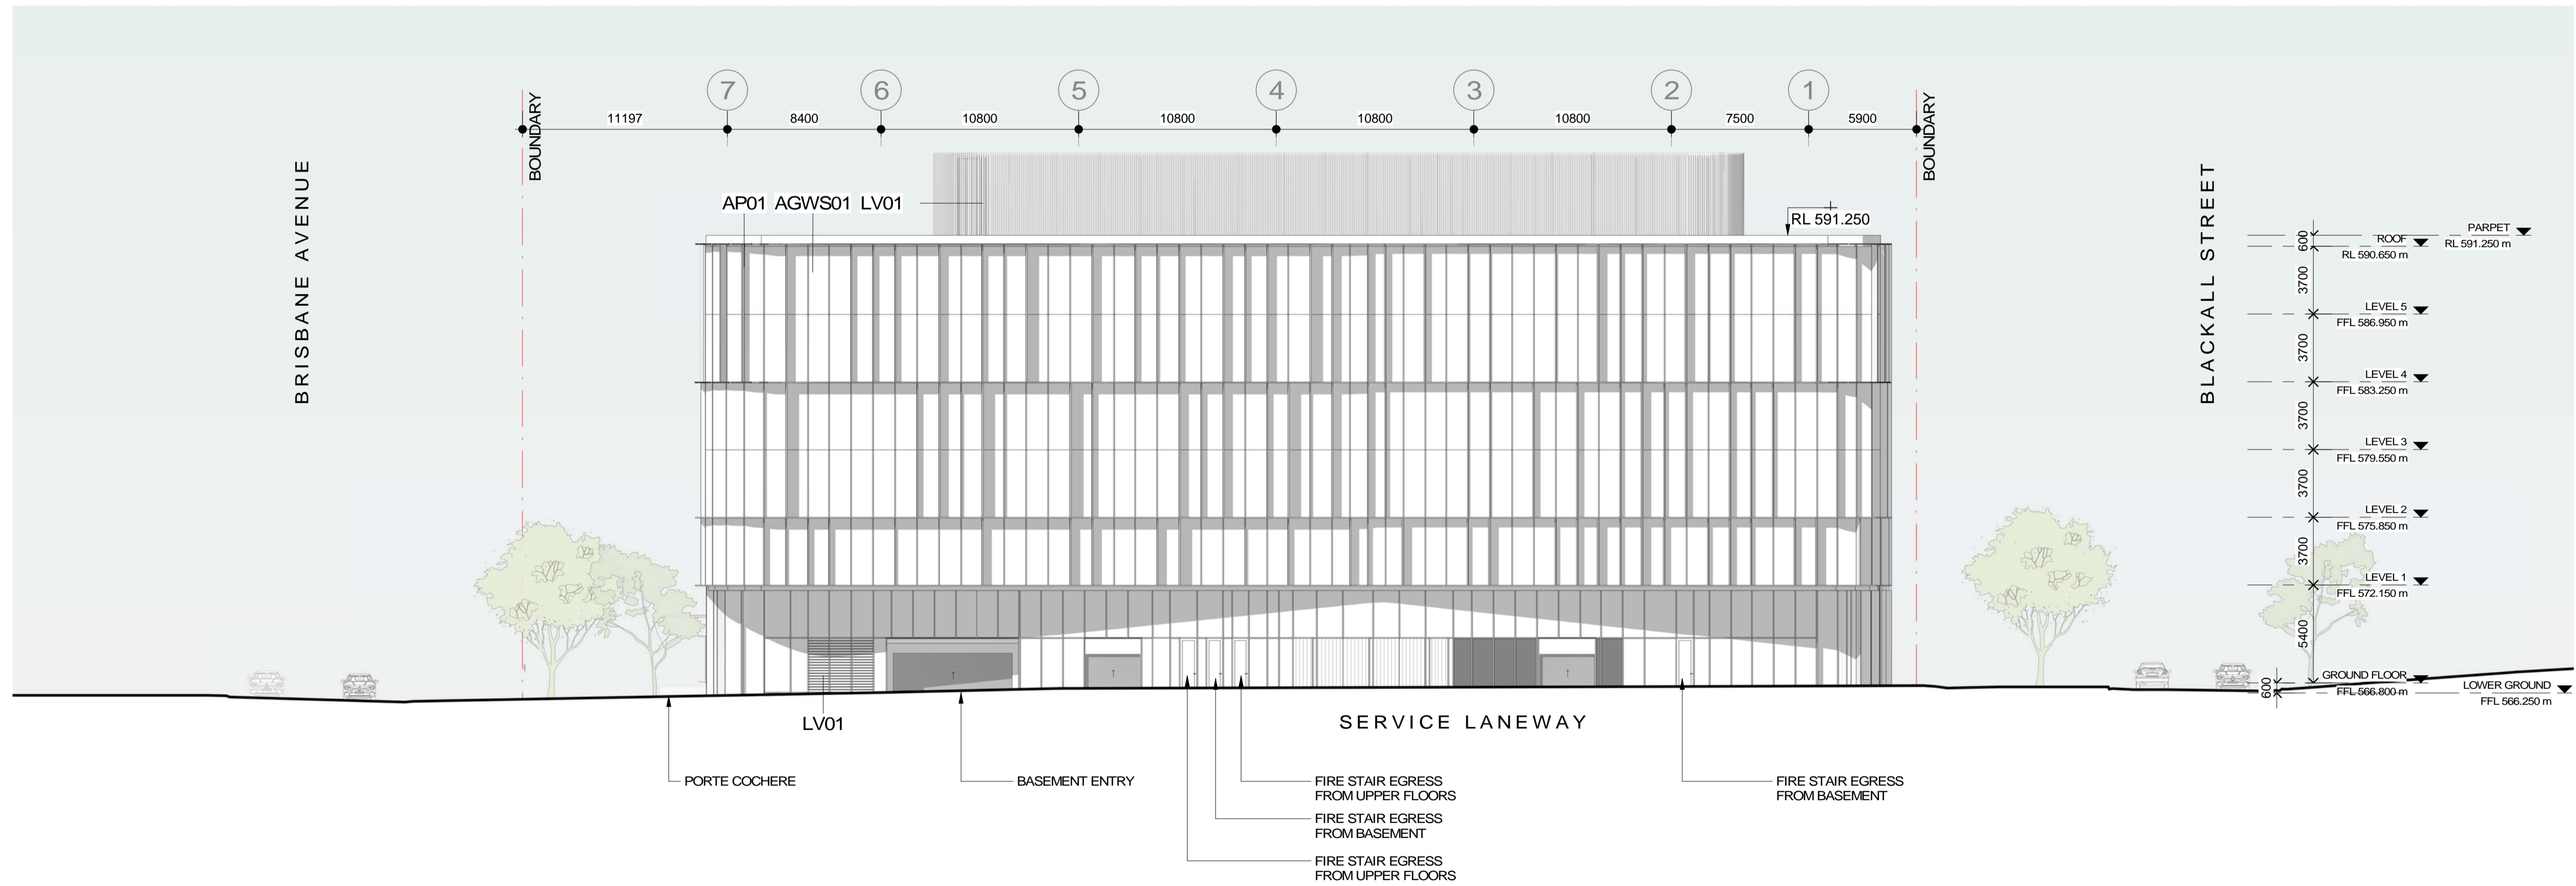 7
6
5
4
3
2
1
11197
8400
10800
10800
10800
10800
7500
5900
BOUNDARY
BOUNDARY
BRISBANE AVENUE
BLACKALL STREET
AP01
AGWS01
LV01
RL 591.250
PARPET
RL 591.250 m
600
ROOF
RL 590.650 m
3700
LEVEL 5
FFL 586.950 m
3700
LEVEL 4
FFL 583.250 m
3700
LEVEL 3
FFL 579.550 m
3700
LEVEL 2
FFL 575.850 m
3700
LEVEL 1
FFL 572.150 m
5400
GROUND FLOOR
FFL 566.800 m
600
LOWER GROUND
FFL 566.250 m
LV01
SERVICE LANEWAY
PORTE COCHERE
BASEMENT ENTRY
FIRE STAIR EGRESS
FROM UPPER FLOORS
FIRE STAIR EGRESS
FROM BASEMENT
FIRE STAIR EGRESS
FROM BASEMENT
FIRE STAIR EGRESS
FROM UPPER FLOORS